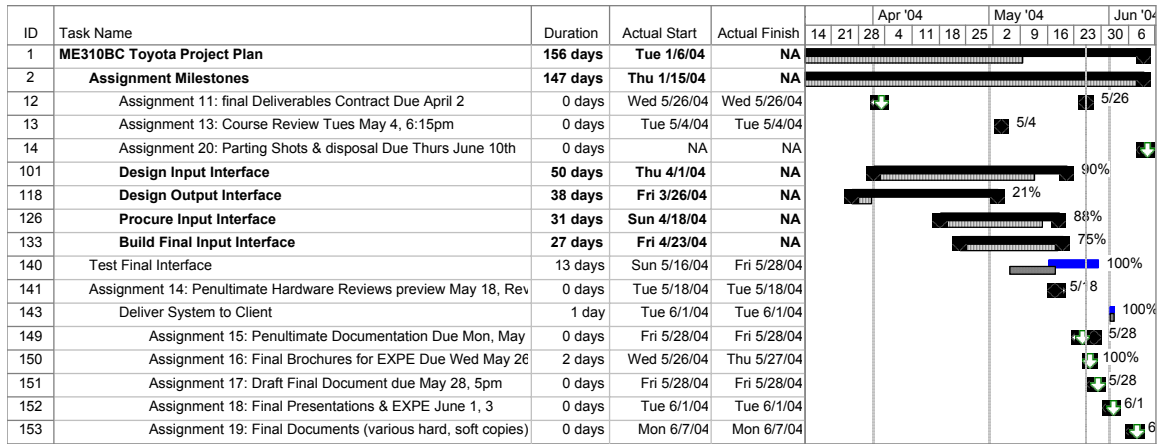 Apr '04 May '04 Jun '04
ID Task Name Duration Actual Start Actual Finish 14 21 28 4 11 18 25 2 9 16 23 30 6
1 ME310BC Toyota Project Plan 156 days Tue 1/6/04 NA
2 Assignment Milestones 147 days Thu 1/15/04 NA
12 Assignment 11: final Deliverables Contract Due April 2 0 days Wed 5/26/04 Wed 5/26/04 5/26
13 Assignment 13: Course Review Tues May 4, 6:15pm 0 days Tue 5/4/04 Tue 5/4/04 5/4
14 Assignment 20: Parting Shots & disposal Due Thurs June 10th 0 days NA NA
101 Design Input Interface 50 days Thu 4/1/04 NA 90%
118 Design Output Interface 38 days Fri 3/26/04 NA 21%
126 Procure Input Interface 31 days Sun 4/18/04 NA 88%
133 Build Final Input Interface 27 days Fri 4/23/04 NA 75%
140 Test Final Interface 13 days Sun 5/16/04 Fri 5/28/04 100%
141 Assignment 14: Penultimate Hardware Reviews preview May 18, Rev 0 days Tue 5/18/04 Tue 5/18/04 5/18
143 Deliver System to Client 1 day Tue 6/1/04 Tue 6/1/04 100%
149 Assignment 15: Penultimate Documentation Due Mon, May 0 days Fri 5/28/04 Fri 5/28/04 5/28
150 Assignment 16: Final Brochures for EXPE Due Wed May 26 2 days Wed 5/26/04 Thu 5/27/04 100%
151 Assignment 17: Draft Final Document due May 28, 5pm 0 days Fri 5/28/04 Fri 5/28/04 5/28
152 Assignment 18: Final Presentations & EXPE June 1, 3 0 days Tue 6/1/04 Tue 6/1/04 6/1
153 Assignment 19: Final Documents (various hard, soft copies) 0 days Mon 6/7/04 Mon 6/7/04 6